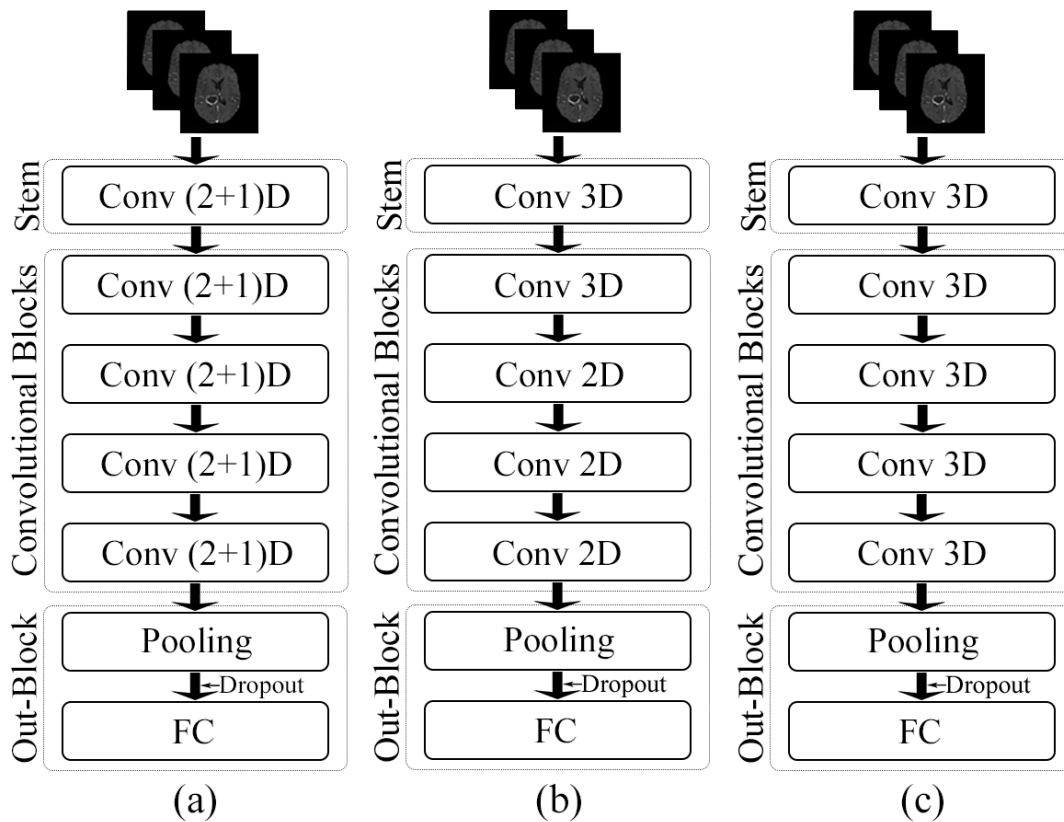 Stem
Conv (2+1)D
Convolutional Blocks
Conv (2+1)D
Conv (2+1)D
Conv (2+1)D
Conv (2+1)D
Out-Block
Pooling
Dropout
FC
(a)
Stem
Conv 3D
Convolutional Blocks
Conv 3D
Conv 2D
Conv 2D
Conv 2D
Out-Block
Pooling
Dropout
FC
(b)
Stem
Conv 3D
Convolutional Blocks
Conv 3D
Conv 3D
Conv 3D
Conv 3D
Out-Block
Pooling
Dropout
FC
(c)